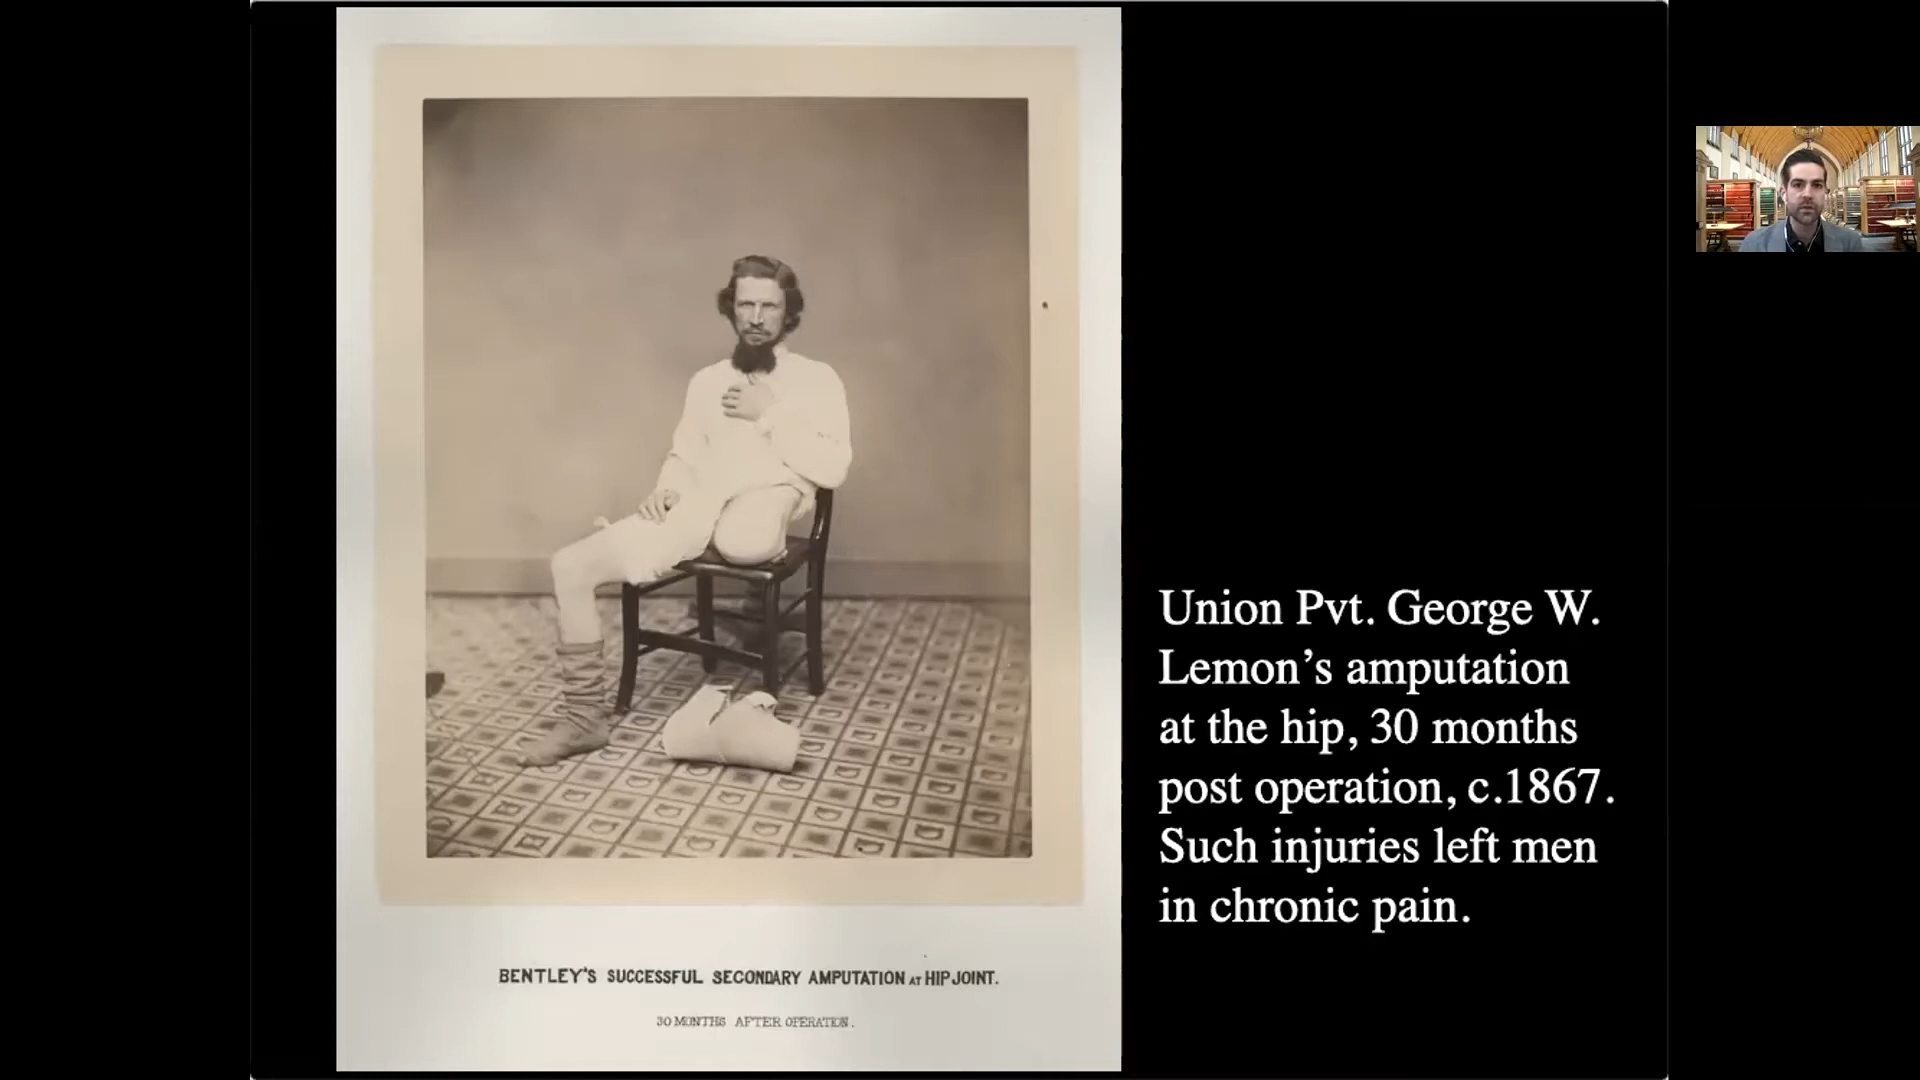 Union Pvt. George W.
Lemon’s amputation
at the hip, 30 months
post operation, c.1867.
Such injuries left men
in chronic pain.
BENTLEY'S SUCCESSFUL SECONDARY AMPUTATION AT HIP JOINT.
30 MONTHS AFTER OPERATION.